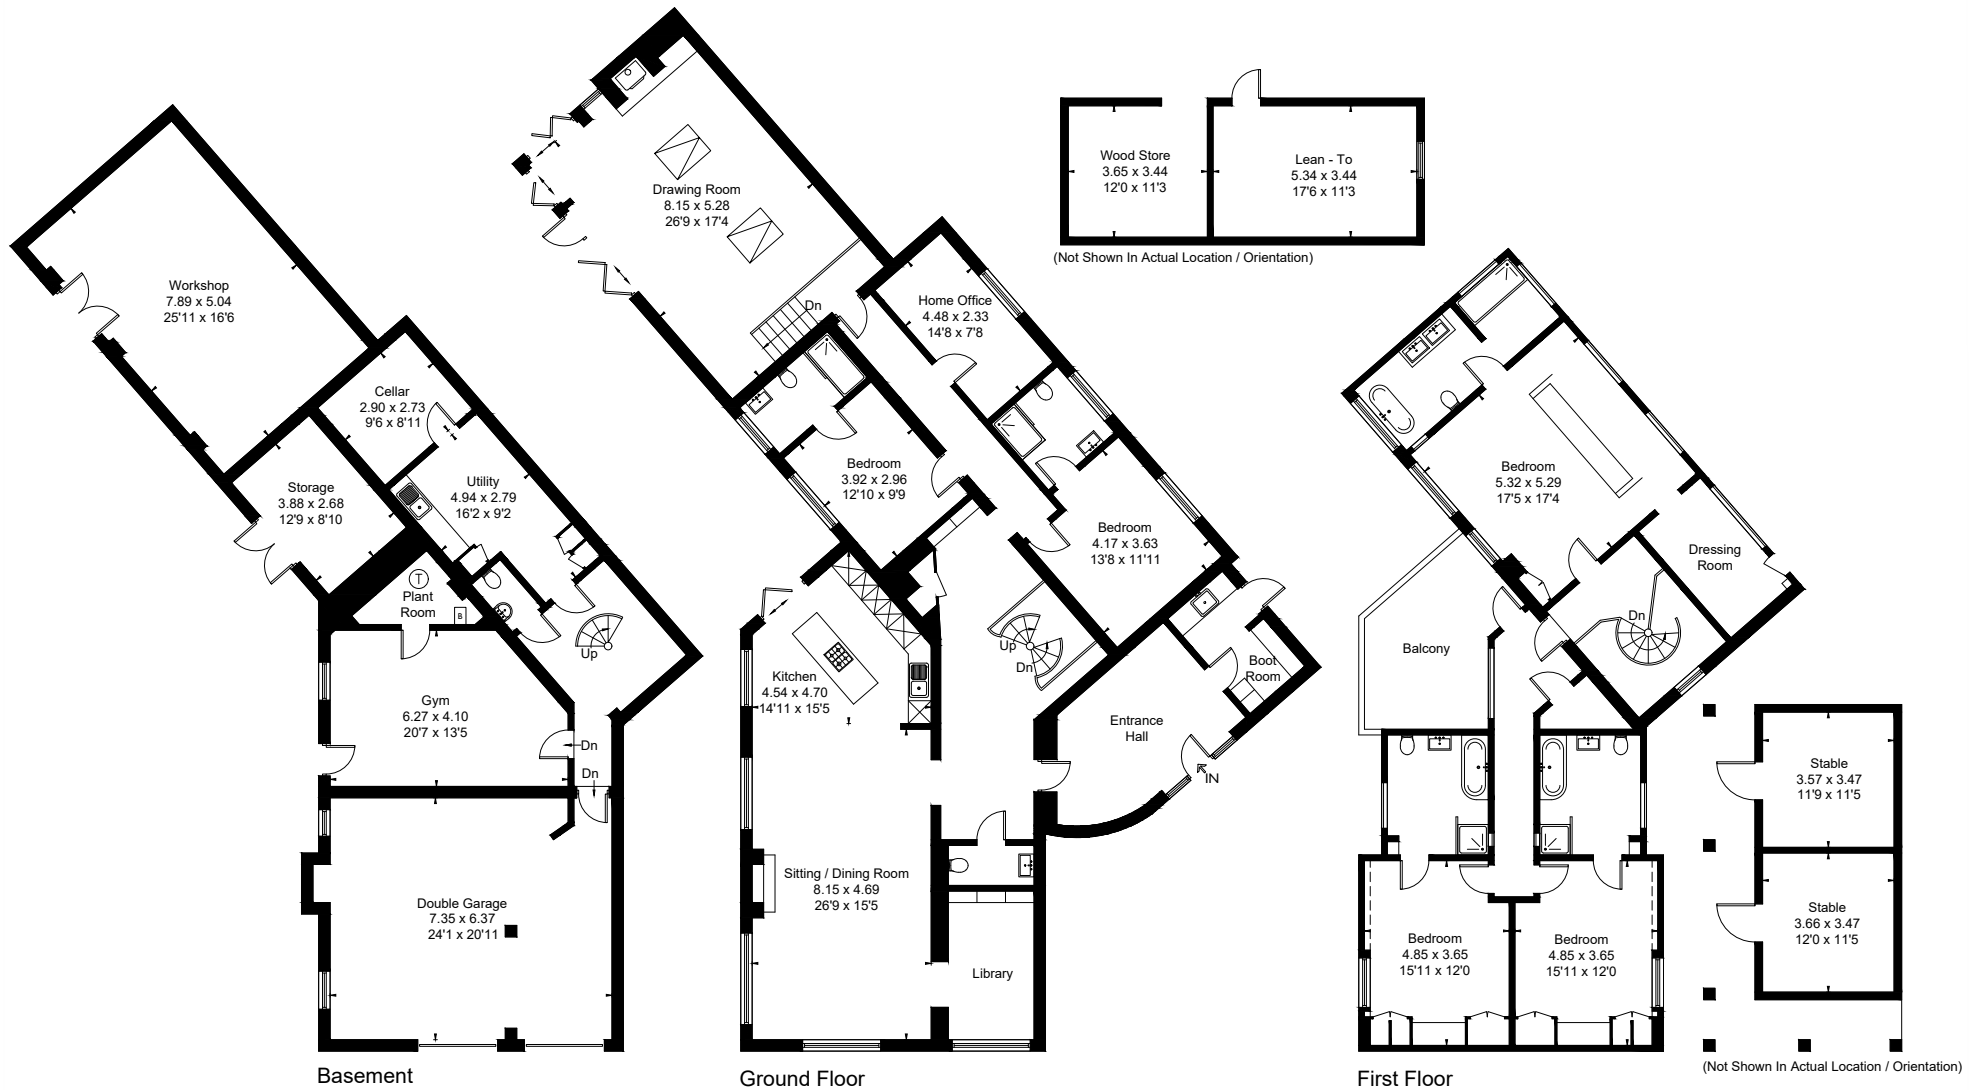 Workshop
7.89 x 5.04
25'11 x 16'6
Cellar
2.90 x 2.73
9'6 x 8'11
Storage
3.88 x 2.68
12'9 x 8'10
Utility
4.94 x 2.79
16'2 x 9'2
T
Plant
Room
B
Up
Gym
6.27 x 4.10
20'7 x 13'5
Dn
Dn
Double Garage
7.35 x 6.37
24'1 x 20'11
Basement
Drawing Room
8.15 x 5.28
26'9 x 17'4
Dn
Home Office
4.48 x 2.33
14'8 x 7'8
Bedroom
3.92 x 2.96
12'10 x 9'9
Bedroom
4.17 x 3.63
13'8 x 11'11
Up
Dn
Kitchen
4.54 x 4.70
14'11 x 15'5
Boot
Room
Entrance
Hall
IN
Sitting / Dining Room
8.15 x 4.69
26'9 x 15'5
Library
Ground Floor
Wood Store
3.65 x 3.44
12'0 x 11'3
Lean - To
5.34 x 3.44
17'6 x 11'3
(Not Shown In Actual Location / Orientation)
Bedroom
5.32 x 5.29
17'5 x 17'4
Dressing
Room
Dn
Balcony
Bedroom
4.85 x 3.65
15'11 x 12'0
Bedroom
4.85 x 3.65
15'11 x 12'0
First Floor
Stable
3.57 x 3.47
11'9 x 11'5
Stable
3.66 x 3.47
12'0 x 11'5
(Not Shown In Actual Location / Orientation)